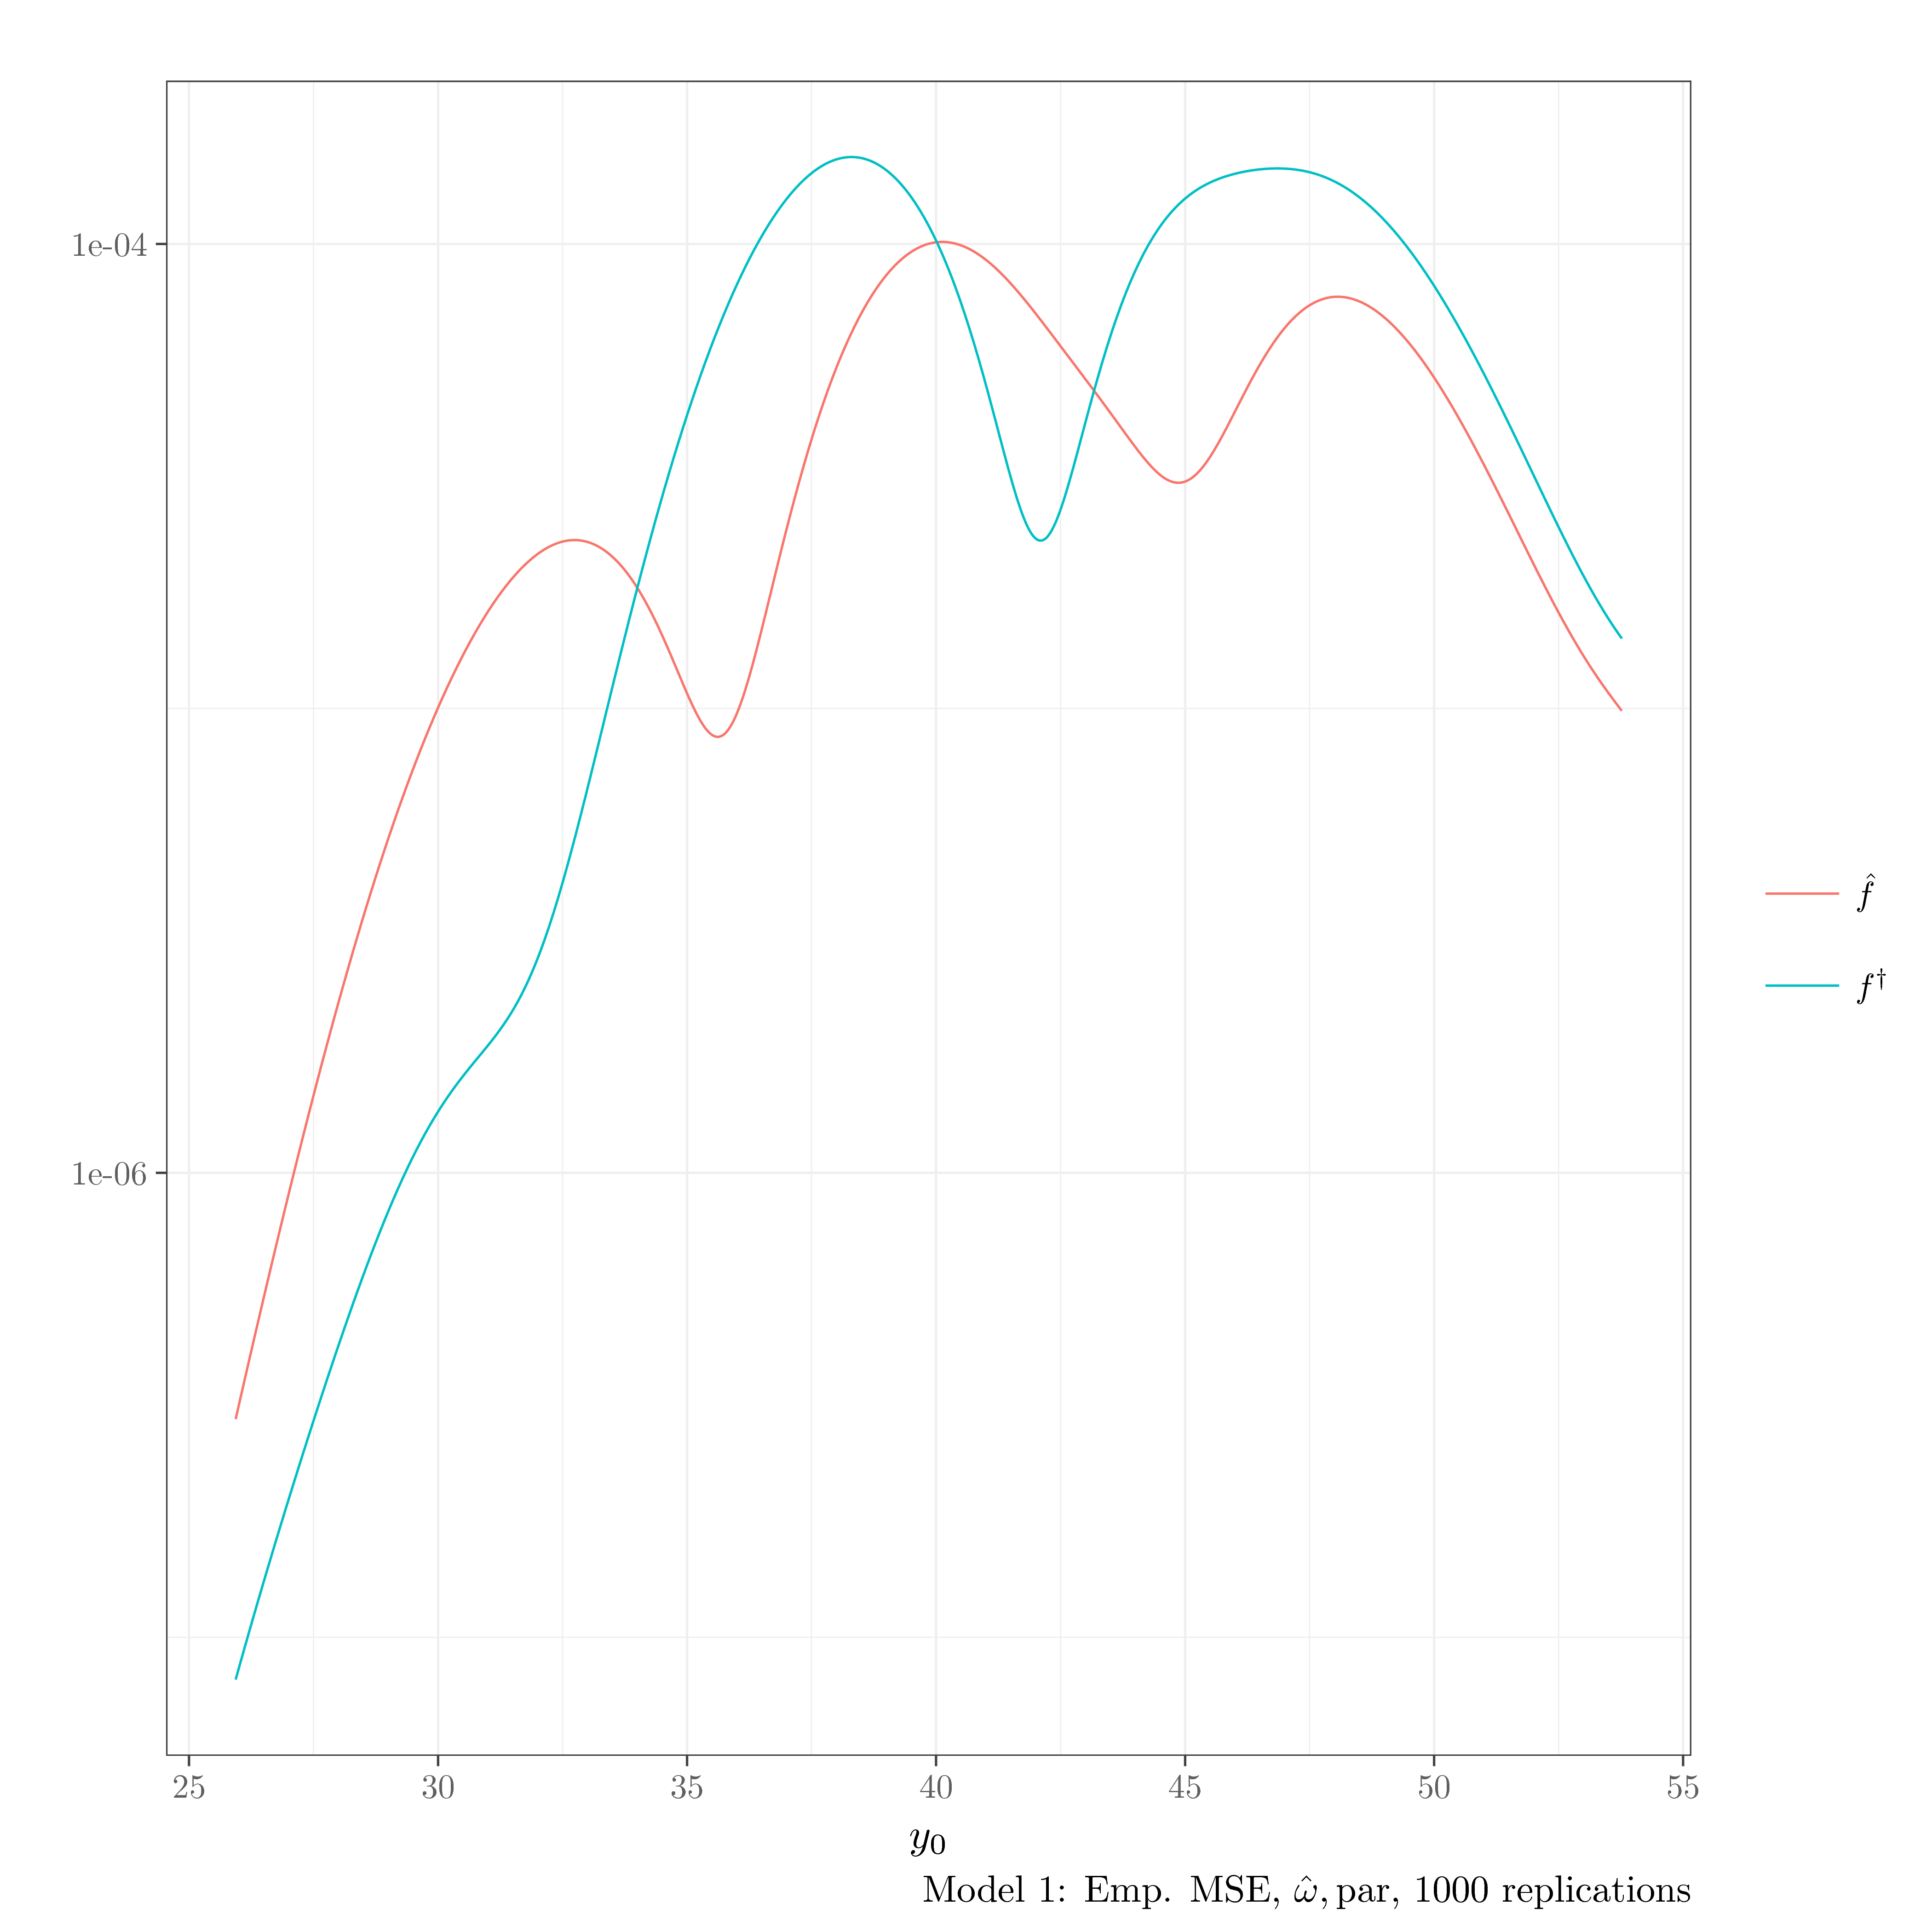 1e-04
1e-06
25 30 35 40 45 50 55
y₀
Model 1: Emp. MSE, ω̂, par, 1000 replications
f̂
f†